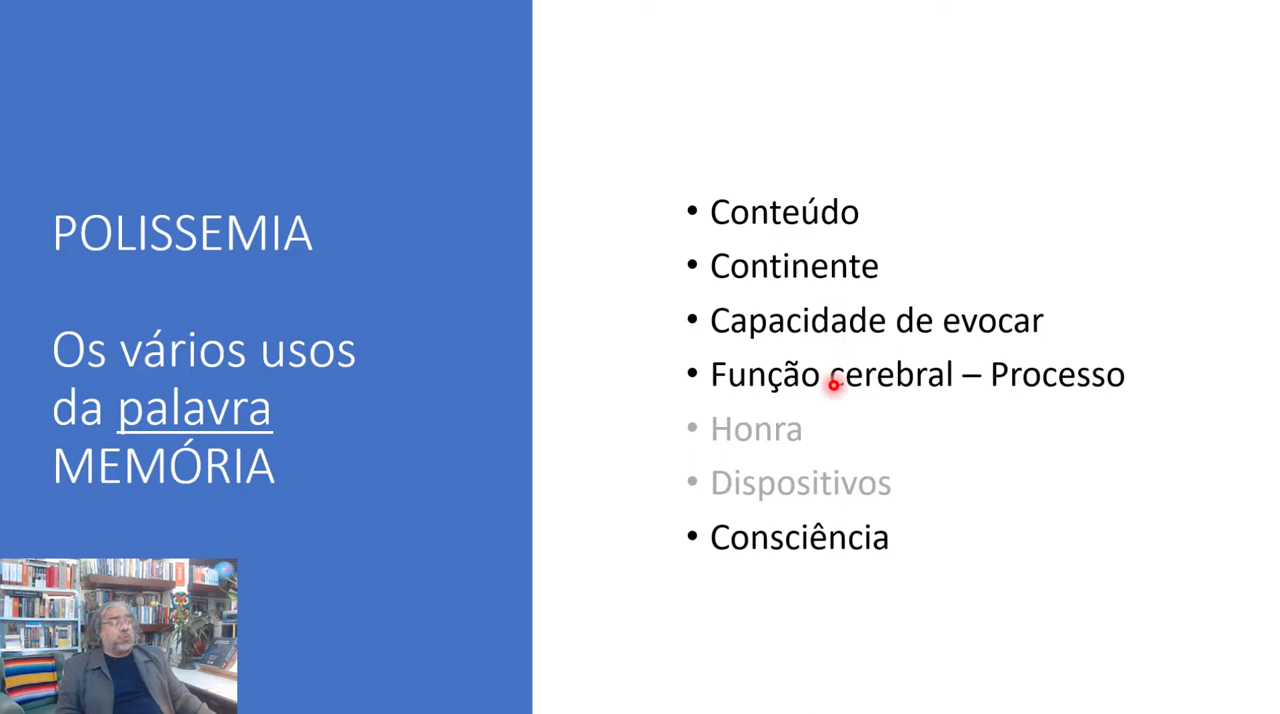 POLISSEMIA
Os vários usos
da palavra
MEMÓRIA
• Conteúdo
• Continente
• Capacidade de evocar
• Função cerebral – Processo
• Honra
• Dispositivos
• Consciência